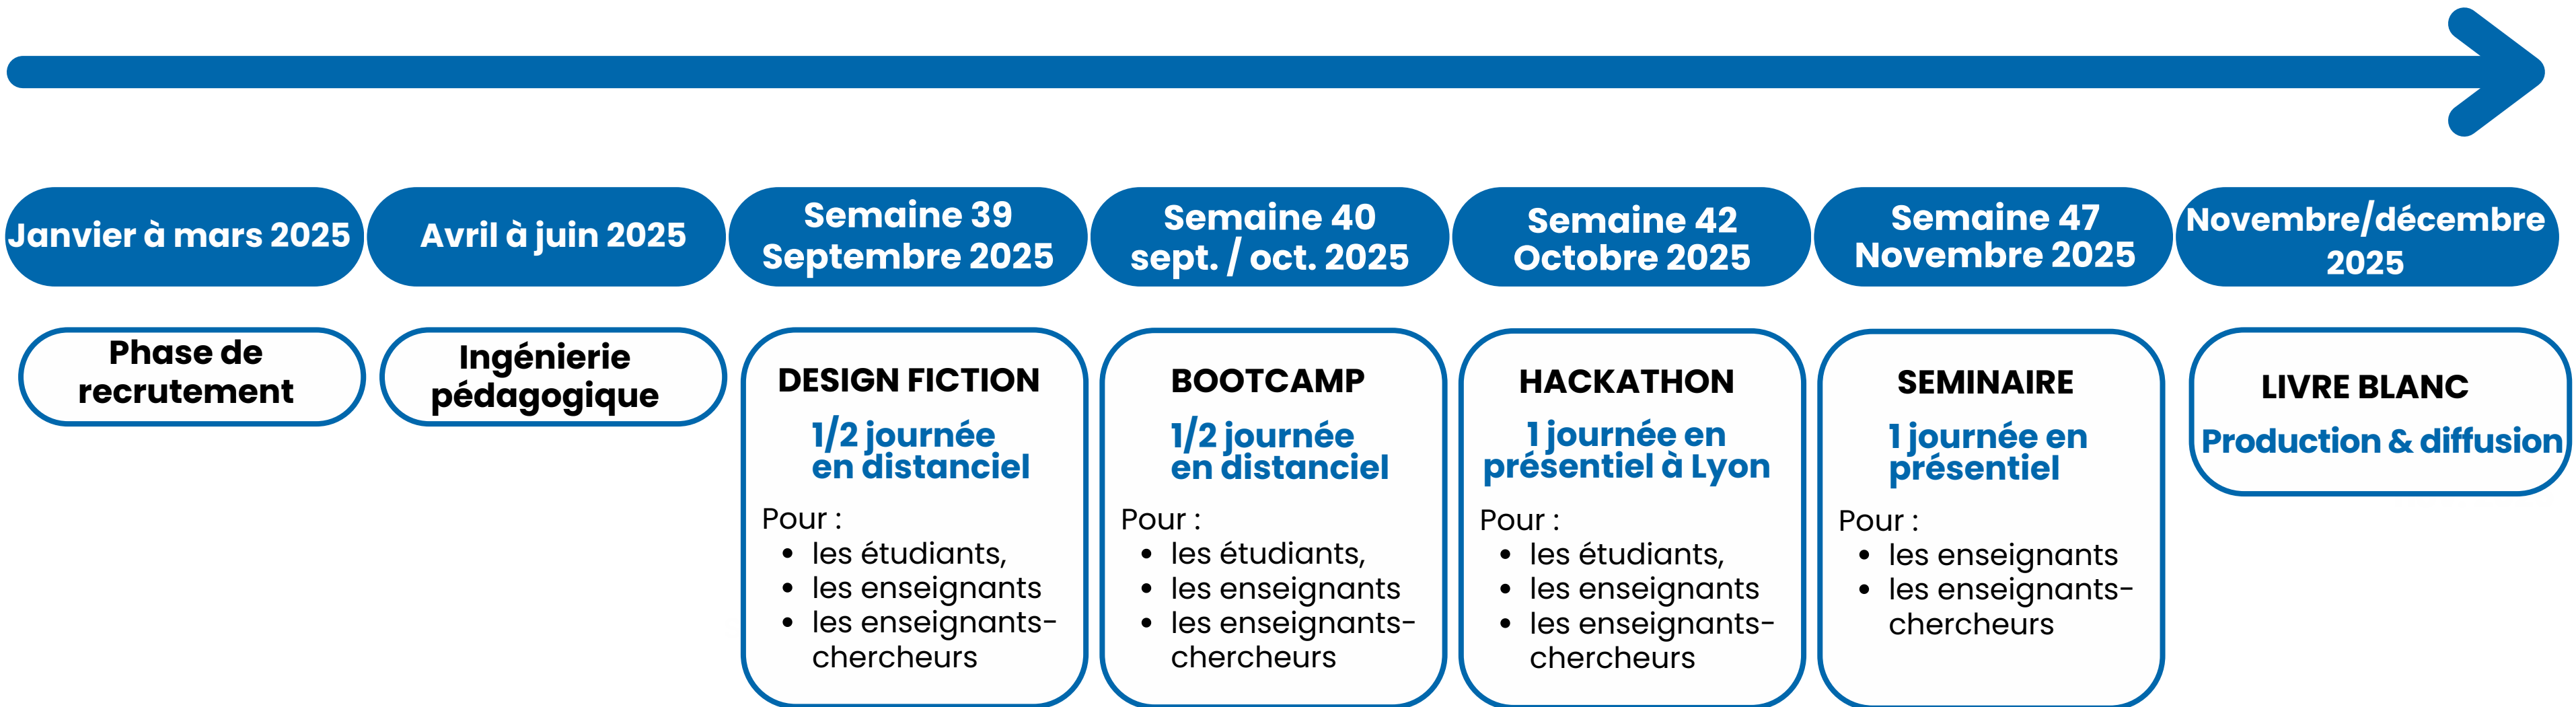 Janvier à mars 2025
Avril à juin 2025
Semaine 39
Septembre 2025
Semaine 40
sept. / oct. 2025
Semaine 42
Octobre 2025
Semaine 47
Novembre 2025
Novembre/décembre
2025
Phase de
recrutement
Ingénierie
pédagogique
DESIGN FICTION
1/2 journée
en distanciel
Pour :
• les étudiants,
• les enseignants
• les enseignants-
chercheurs
BOOTCAMP
1/2 journée
en distanciel
Pour :
• les étudiants,
• les enseignants
• les enseignants-
chercheurs
HACKATHON
1 journée en
présentiel à Lyon
Pour :
• les étudiants,
• les enseignants
• les enseignants-
chercheurs
SEMINAIRE
1 journée en
présentiel
Pour :
• les enseignants
• les enseignants-
chercheurs
LIVRE BLANC
Production & diffusion